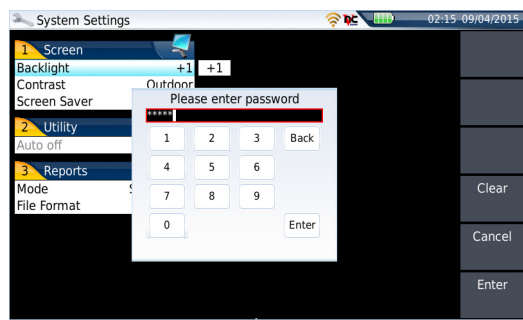 System Settings
02:15 09/04/2015
1 Screen
Backlight +1 +1
Contrast Outdoor
Screen Saver
Please enter password
*****
2 Utility
Auto off
1 2 3 Back
4 5 6
3 Reports
Mode
File Format
7 8 9
0 Enter
Clear
Cancel
Enter